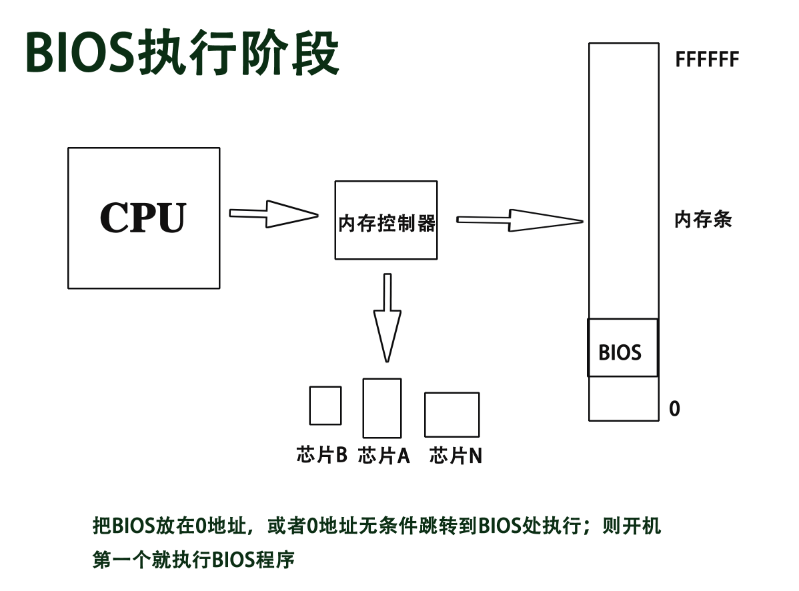 BIOS执行阶段
FFFFFF
CPU
内存控制器
内存条
BIOS
0
芯片B 芯片A 芯片N
把BIOS放在0地址，或者0地址无条件跳转到BIOS处执行；则开机
第一个就执行BIOS程序